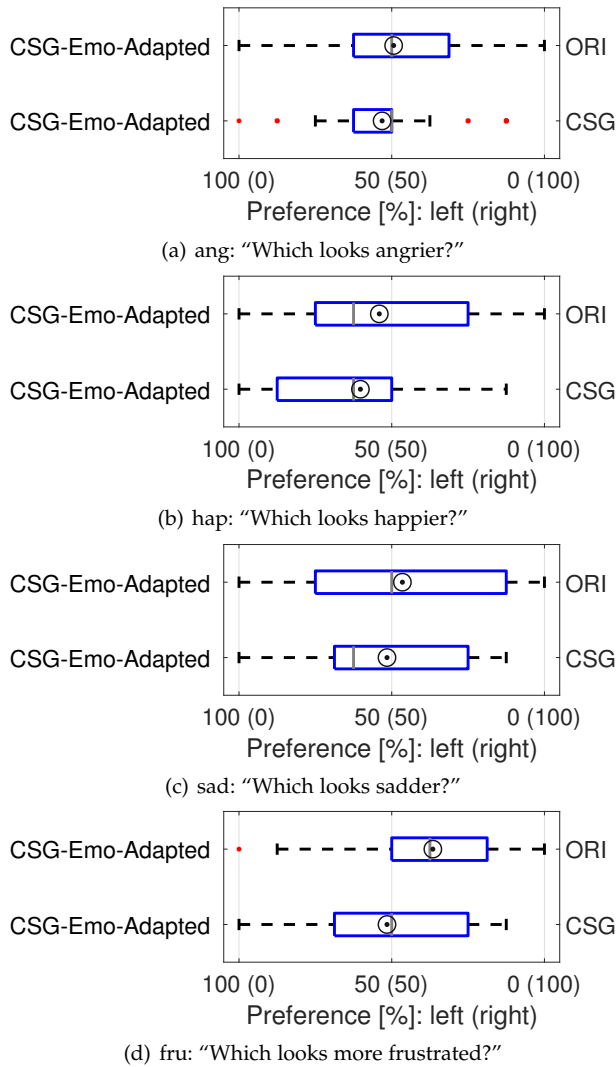 CSG-Emo-Adapted ORI
CSG-Emo-Adapted CSG
100 (0) 50 (50) 0 (100)
Preference [%]: left (right)
(a) ang: “Which looks angrier?”
CSG-Emo-Adapted ORI
CSG-Emo-Adapted CSG
100 (0) 50 (50) 0 (100)
Preference [%]: left (right)
(b) hap: “Which looks happier?”
CSG-Emo-Adapted ORI
CSG-Emo-Adapted CSG
100 (0) 50 (50) 0 (100)
Preference [%]: left (right)
(c) sad: “Which looks sadder?”
CSG-Emo-Adapted ORI
CSG-Emo-Adapted CSG
100 (0) 50 (50) 0 (100)
Preference [%]: left (right)
(d) fru: “Which looks more frustrated?”